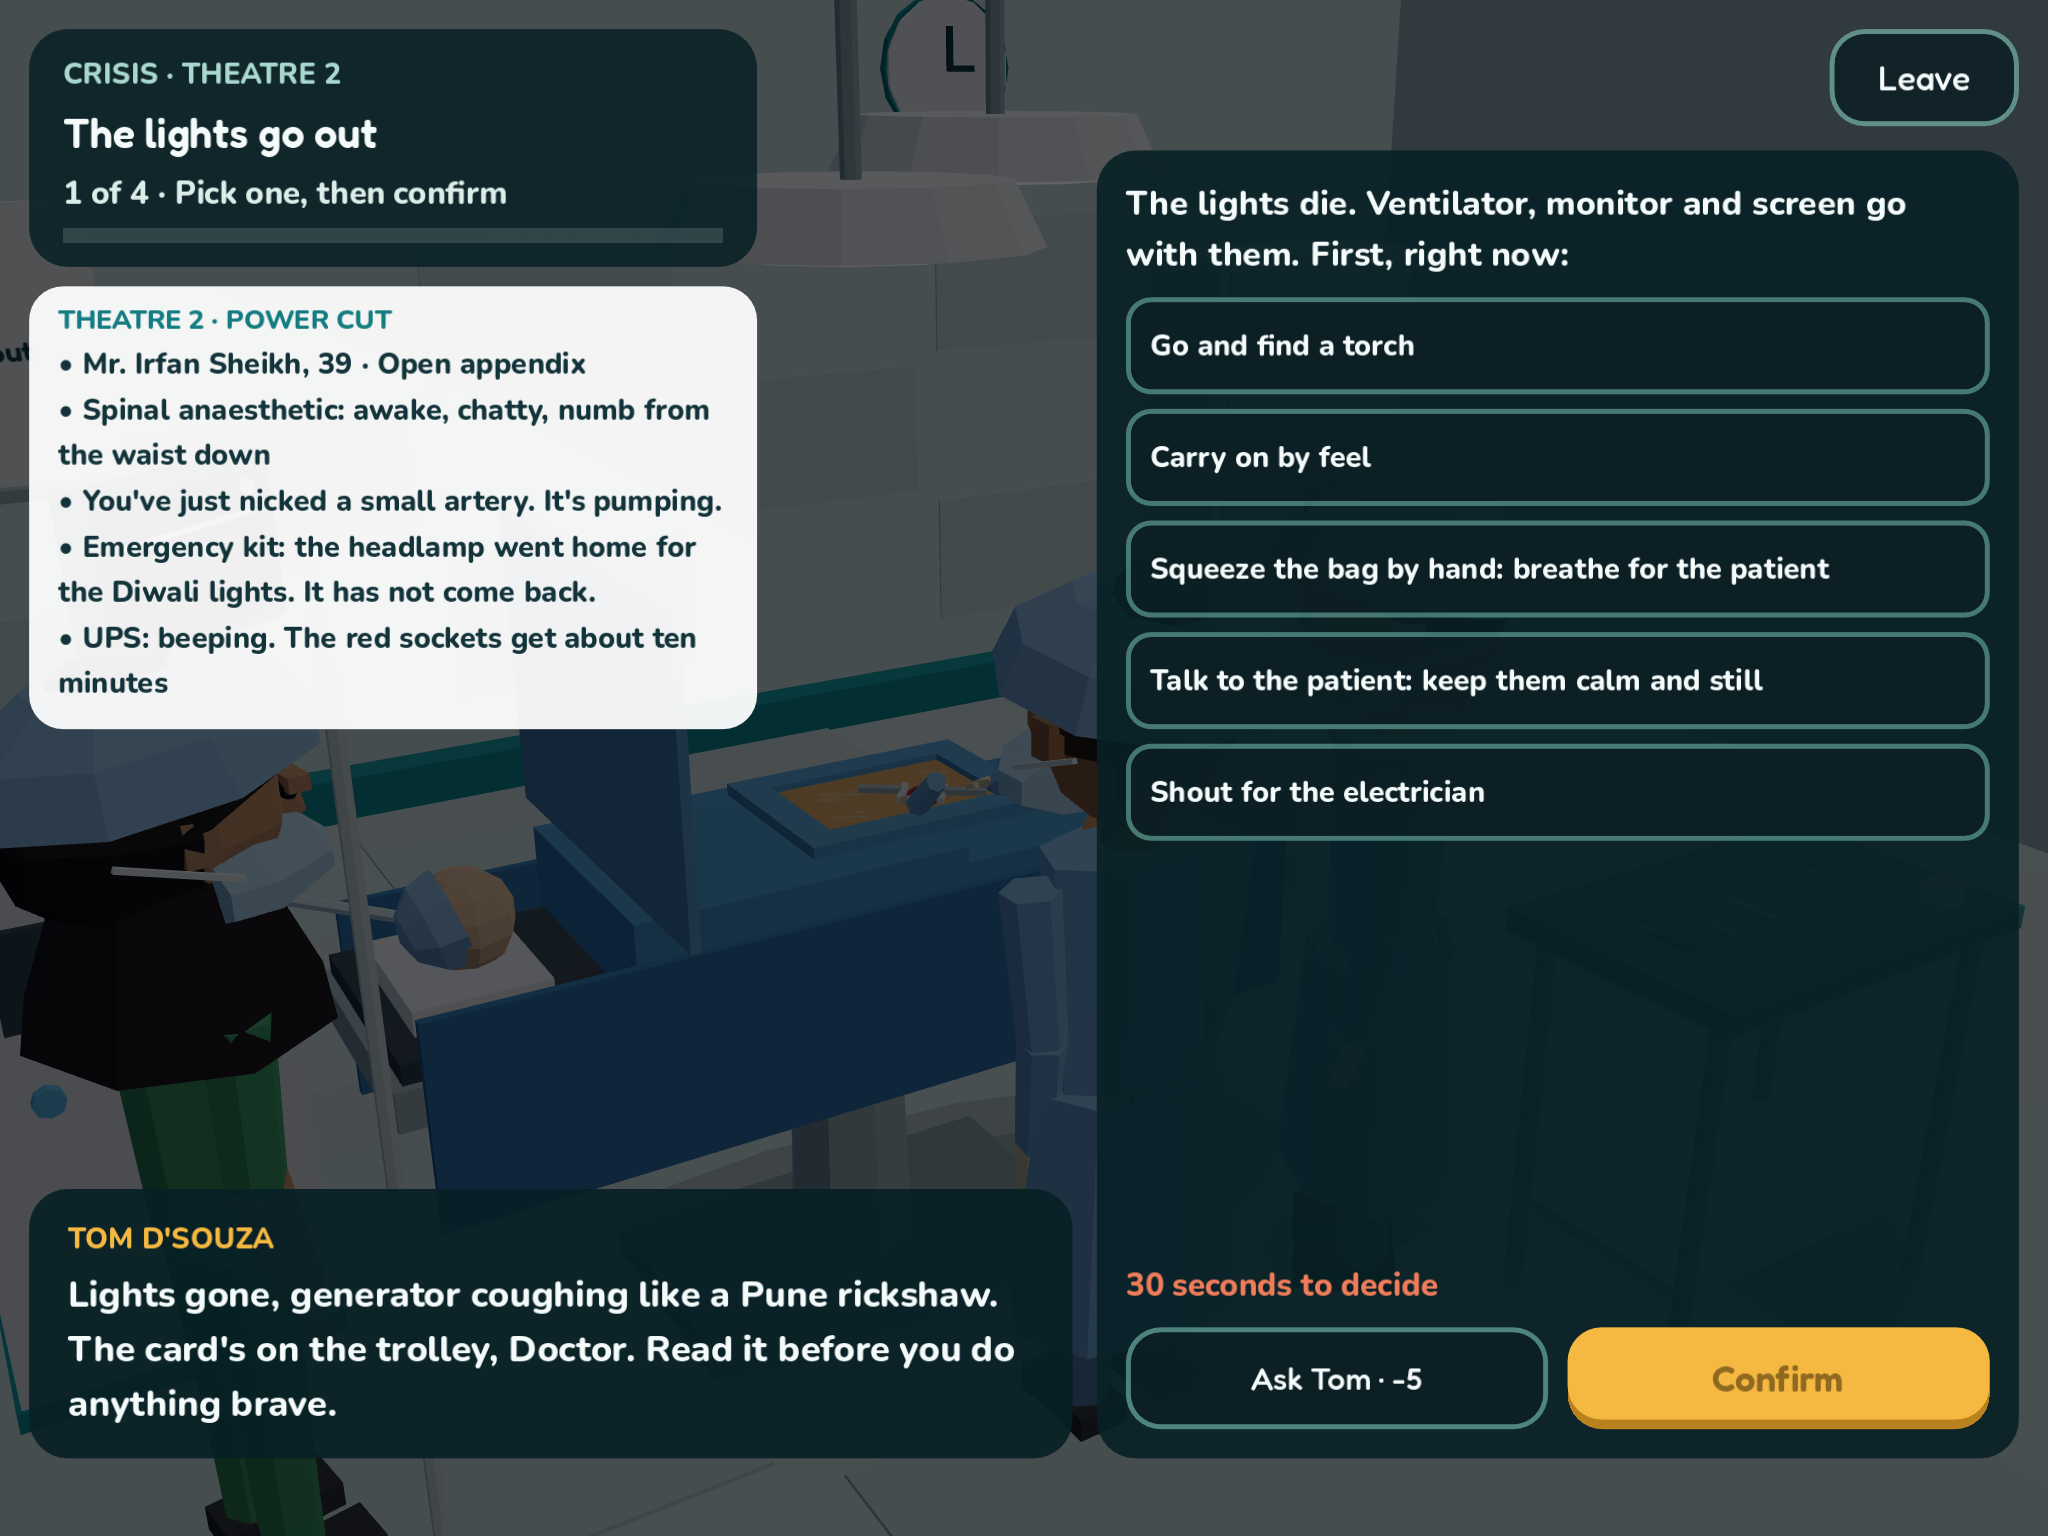 CRISIS · THEATRE 2
The lights go out
1 of 4 · Pick one, then confirm
L
Leave
THEATRE 2 · POWER CUT
• Mr. Irfan Sheikh, 39 · Open appendix
• Spinal anaesthetic: awake, chatty, numb from
the waist down
• You've just nicked a small artery. It's pumping.
• Emergency kit: the headlamp went home for
the Diwali lights. It has not come back.
• UPS: beeping. The red sockets get about ten
minutes
The lights die. Ventilator, monitor and screen go
with them. First, right now:
Go and find a torch
Carry on by feel
Squeeze the bag by hand: breathe for the patient
Talk to the patient: keep them calm and still
Shout for the electrician
TOM D'SOUZA
Lights gone, generator coughing like a Pune rickshaw.
The card's on the trolley, Doctor. Read it before you do
anything brave.
30 seconds to decide
Ask Tom · -5
Confirm